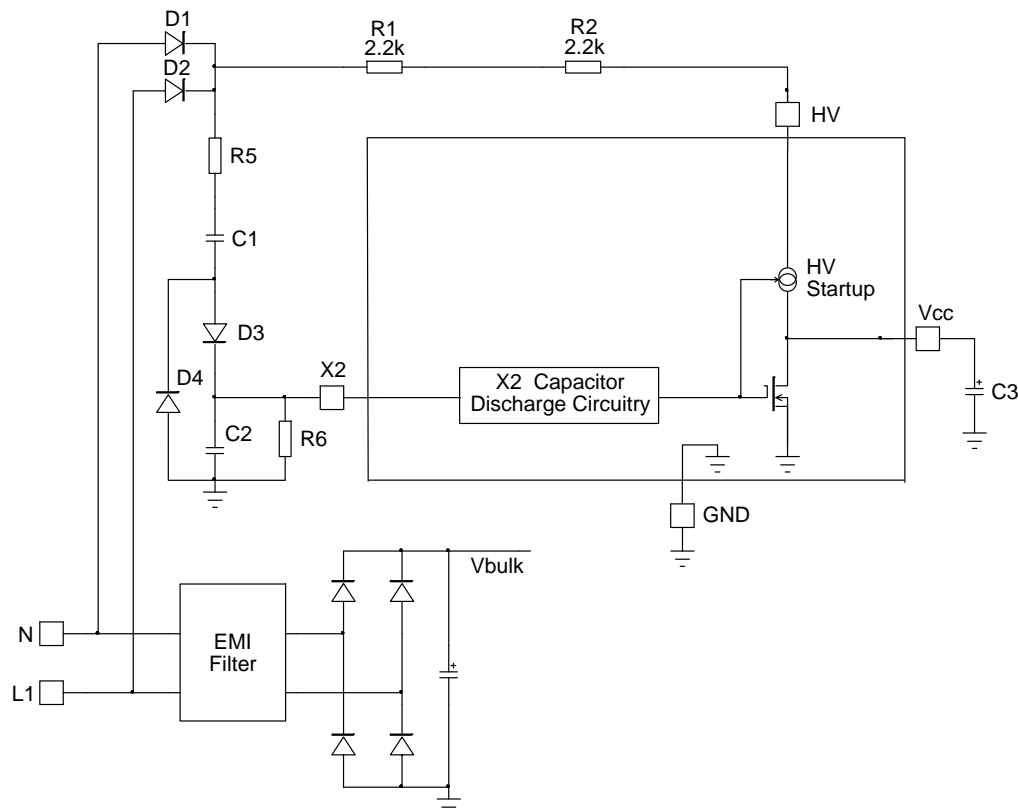 D1
R1
2.2k
R2
2.2k
D2
HV
R5
C1
HV
Startup
D3
Vcc
D4
X2
X2 Capacitor
Discharge Circuitry
C3
C2
R6
GND
Vbulk
N
EMI
Filter
L1